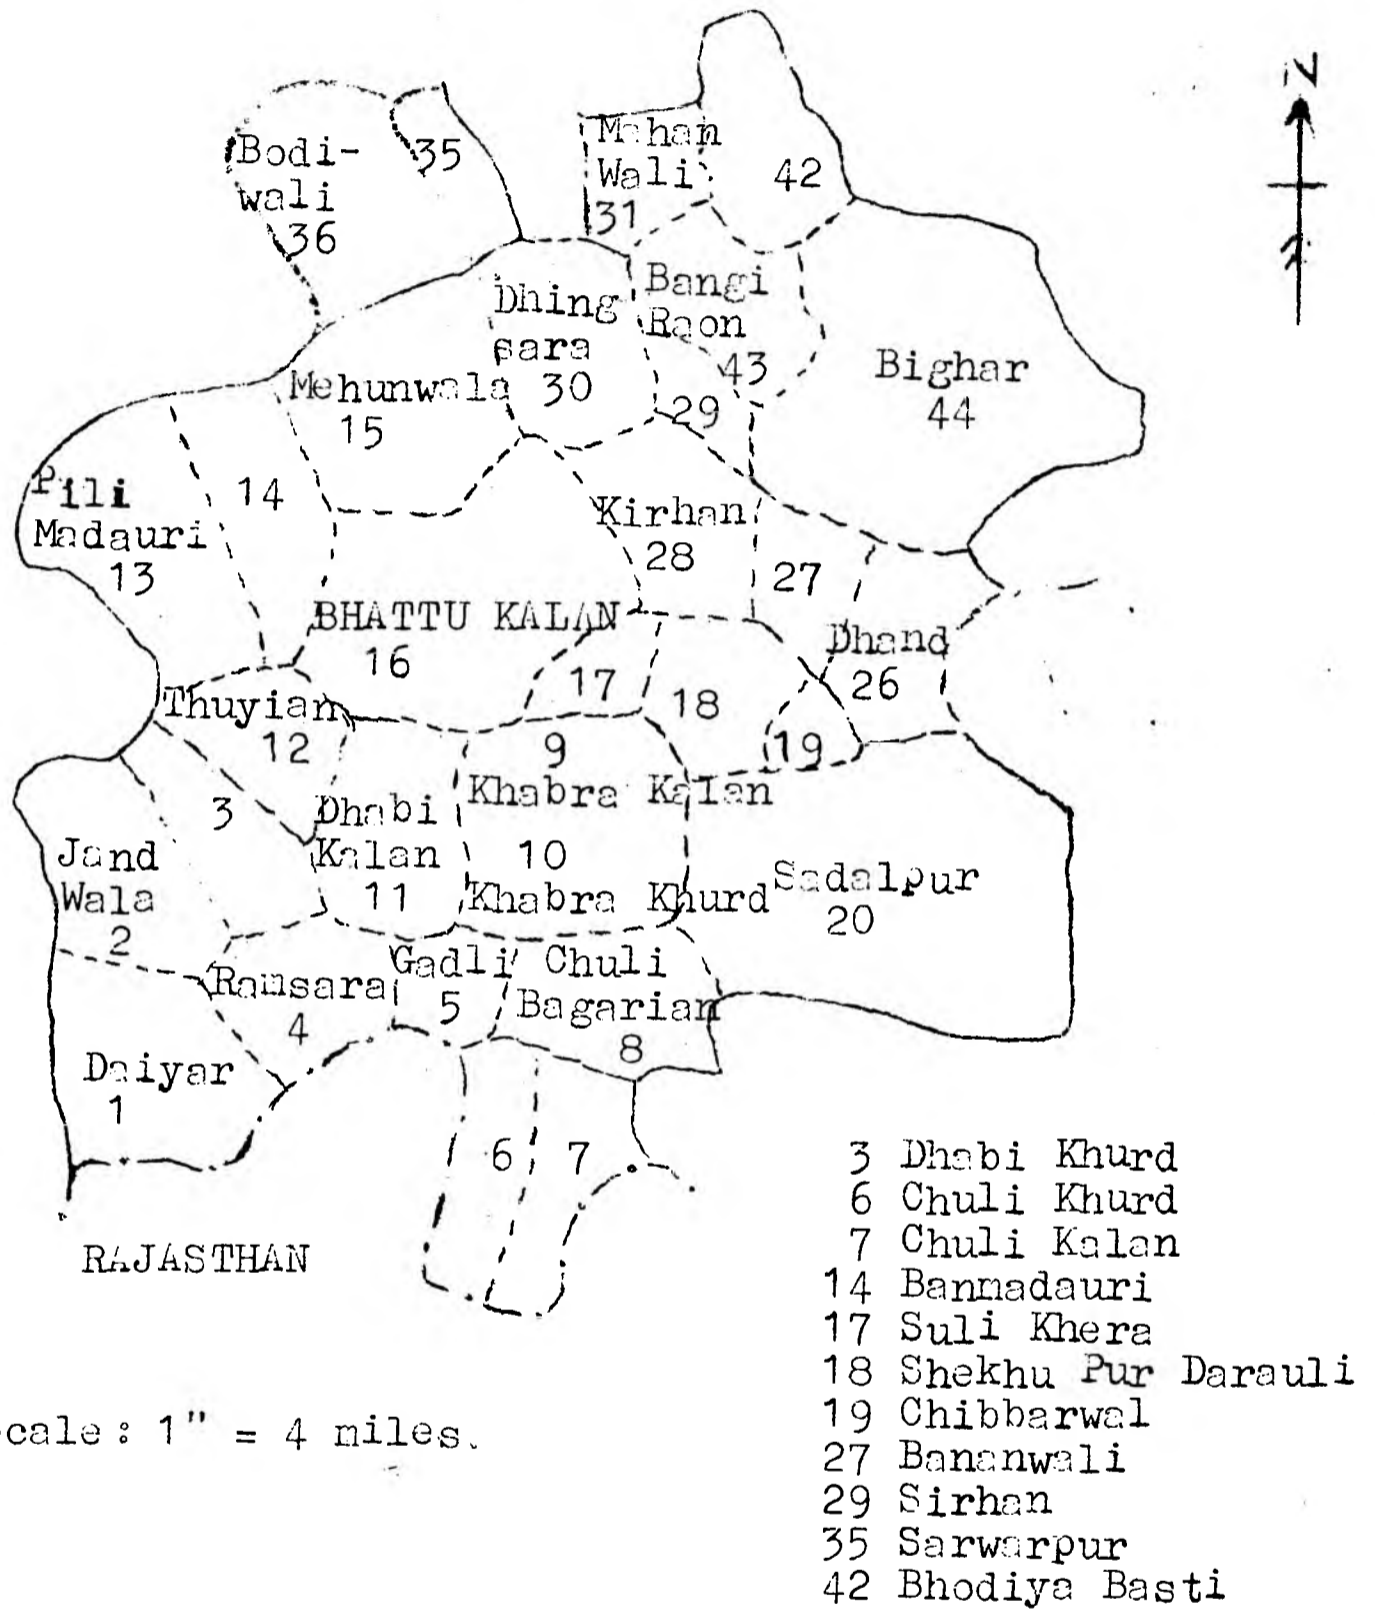 N
Bodi-
wali
36
35
Mahan
Wali
31
42
Dhing
sara
30
Bangi
Raon
43
Bighar
44
Mehunwala
15
29
Pili
Madauri
13
14
Kirhan
28
27
BHATTU KALAN
16
17
18
Dhand
26
19
Thuyian
12
9
Khabra Kalan
3
Dhabi
Kalan
11
10
Khabra Khurd
Jand
Wala
2
Sadalpur
20
Ramsara
4
Gadli
5
Chuli
Bagarian
8
Daiyar
1
6
7
RAJASTHAN
cale: 1" = 4 miles.
3 Dhabi Khurd
6 Chuli Khurd
7 Chuli Kalan
14 Banmadauri
17 Suli Khera
18 Shekhu Pur Darauli
19 Chibbarwal
27 Bananwali
29 Sirhan
35 Sarwarpur
42 Bhodiya Basti